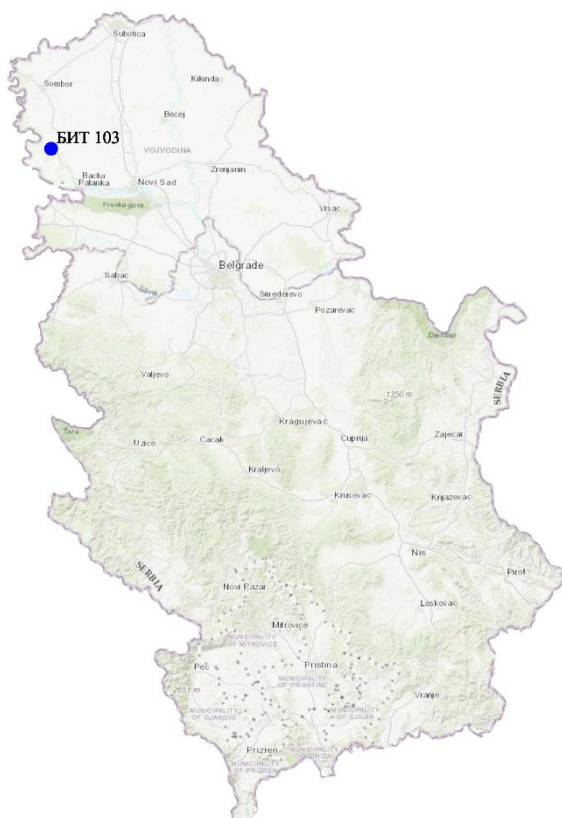 Subotica
Sombor
Kikinda
Becej
БИТ 103
VOJVODINA
Backa
Palanka
Novi Sad
Zrenjanin
Fruska gora
Vrsac
Belgrade
Sabac
Sava
Smederevo
Pozarevac
Djerdap
Valjevo
SERBIA
1350 m
Kragujevac
Tara
Uzice
Cacak
Cuprija
Zajecar
Kraljevo
Krusevac
Knjazevac
Nis
SERBIA
Pirot
Novi Pazar
Leskovac
Mitrovice
MUNICIPALITY
OF MITROVICE
Pec
Pristina
MUNICIPALITY
OF PRISHTINE
2651 m
Vranje
MUNICIPALITY
OF GJAKOVE
MUNICIPALITY
OF GJILAN
Prizren
MUNICIPALITY
MUNICIPALITY
OF PRIZREN